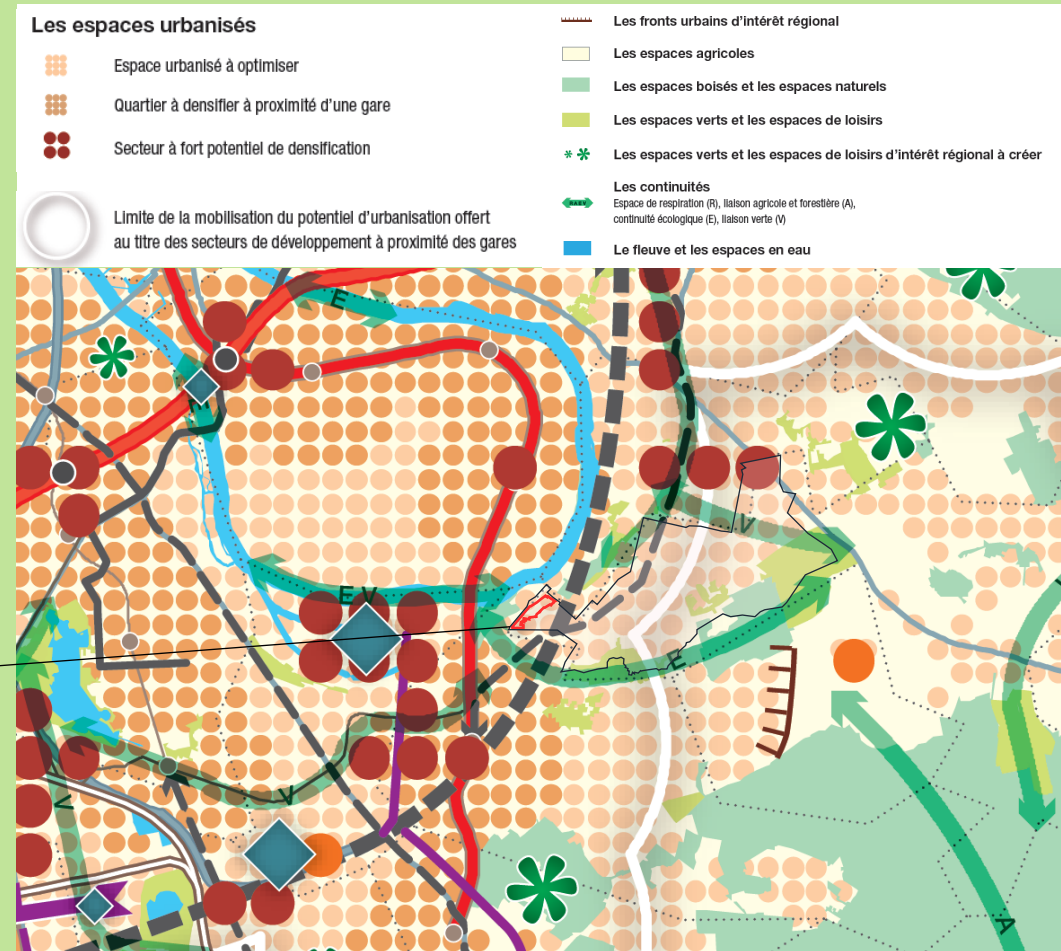 Les espaces urbanisés
Espace urbanisé à optimiser
Quartier à densifier à proximité d'une gare
Secteur à fort potentiel de densification
Limite de la mobilisation du potentiel d'urbanisation offert
au titre des secteurs de développement à proximité des gares
Les fronts urbains d'intérêt régional
Les espaces agricoles
Les espaces boisés et les espaces naturels
Les espaces verts et les espaces de loisirs
Les espaces verts et les espaces de loisirs d'intérêt régional à créer
Les continuités
Espace de respiration (R), liaison agricole et forestière (A),
continuité écologique (E), liaison verte (V)
Le fleuve et les espaces en eau
E
E
V
E V
E
V
V
A